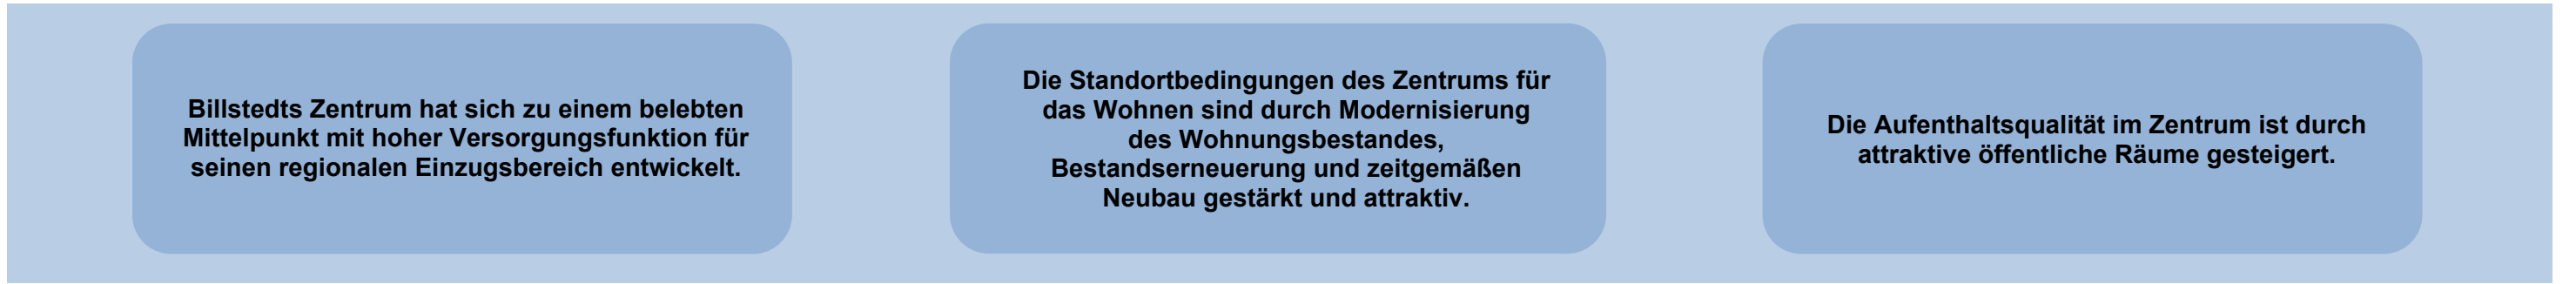 Billstedts Zentrum hat sich zu einem belebten
Mittelpunkt mit hoher Versorgungsfunktion für
seinen regionalen Einzugsbereich entwickelt.
Die Standortbedingungen des Zentrums für
das Wohnen sind durch Modernisierung
des Wohnungsbestandes,
Bestandserneuerung und zeitgemäßen
Neubau gestärkt und attraktiv.
Die Aufenthaltsqualität im Zentrum ist durch
attraktive öffentliche Räume gesteigert.